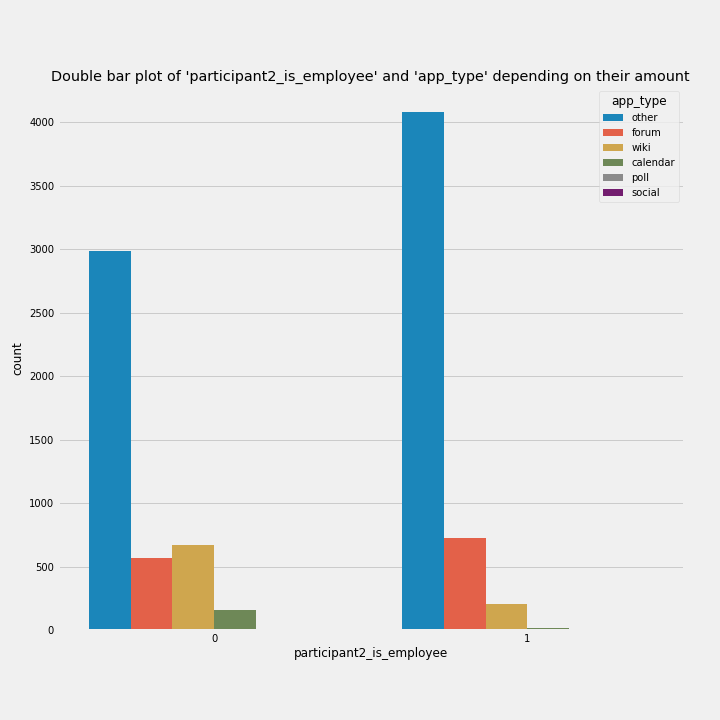 Double bar plot of 'participant2_is_employee' and 'app_type' depending on their amount
app_type
other
forum
wiki
calendar
poll
social
4000
3500
3000
2500
2000
1500
1000
500
0
count
0 1
participant2_is_employee